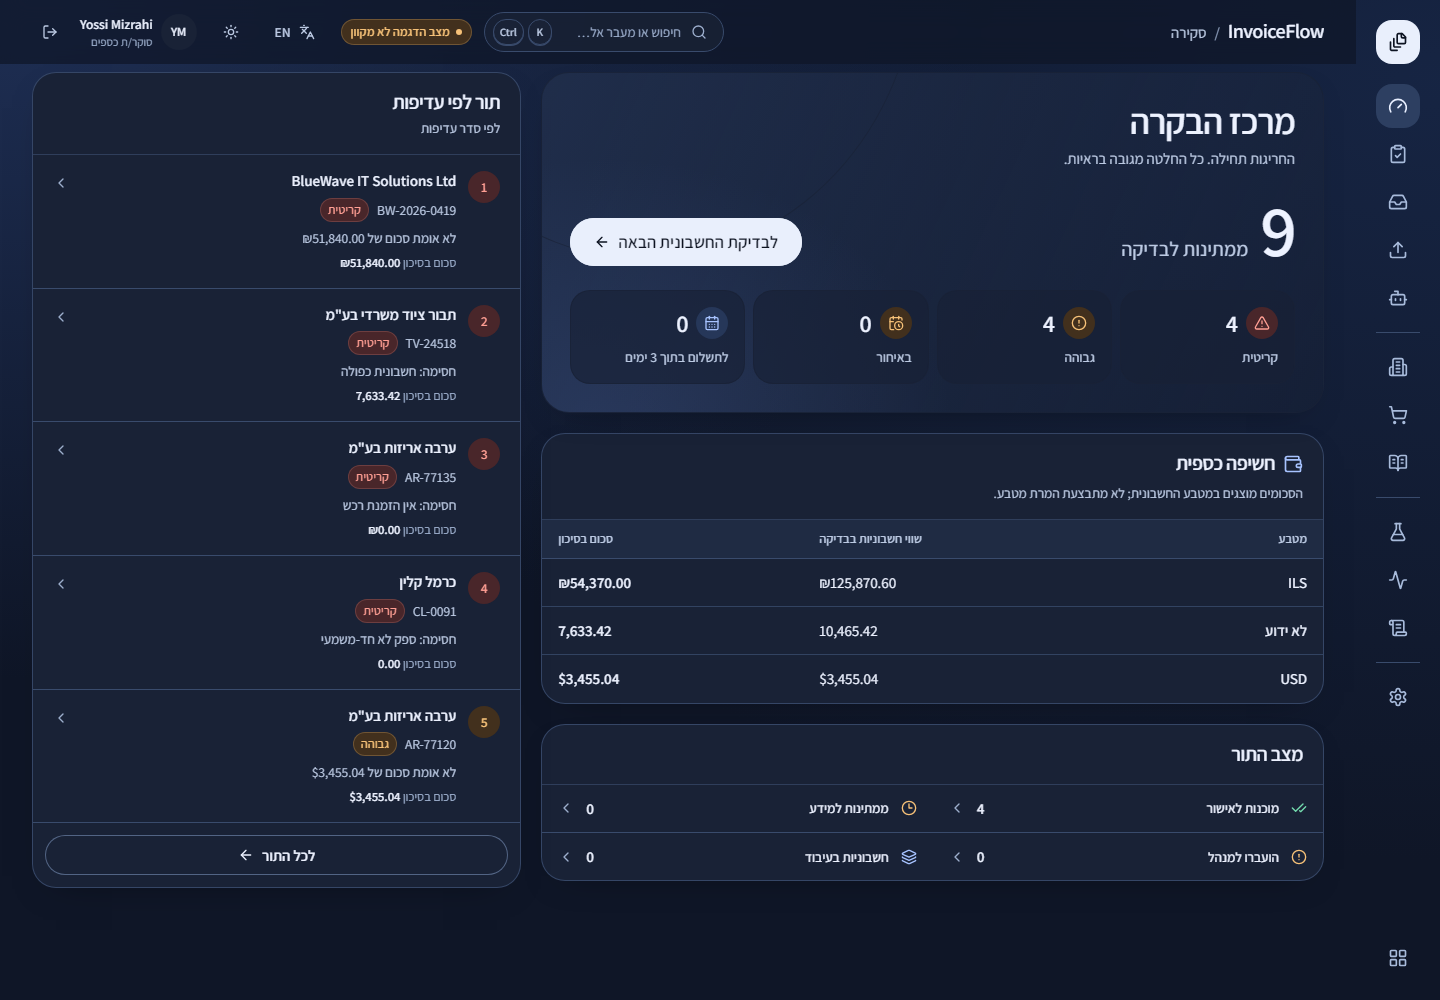 InvoiceFlow / סקירה
חיפוש או מעבר אל...
Ctrl K
מצב הדגמה לא מקוון
EN
YM
Yossi Mizrahi
סוקר/ת כספים
מרכז הבקרה
החריגות תחילה. כל החלטה מגובה בראיות.
9 ממתינות לבדיקה
לבדיקת החשבונית הבאה
4
קריטית
4
גבוהה
0
באיחור
0
לתשלום בתוך 3 ימים
חשיפה כספית
הסכומים מוצגים במטבע החשבונית; לא מתבצעת המרת מטבע.
מטבע שווי חשבוניות בבדיקה סכום בסיכון
ILS ₪125,870.60 ₪54,370.00
לא ידוע 10,465.42 7,633.42
USD $3,455.04 $3,455.04
מצב התור
מוכנות לאישור 4
ממתינות למידע 0
הועברו למנהל 0
חשבוניות בעיבוד 0
תור לפי עדיפות
לפי סדר עדיפות
1
BlueWave IT Solutions Ltd
BW-2026-0419 קריטית
לא אומת סכום של ₪51,840.00
סכום בסיכון ₪51,840.00
2
תבור ציוד משרדי בע"מ
TV-24518 קריטית
חסימה: חשבונית כפולה
סכום בסיכון 7,633.42
3
ערבה אריזות בע"מ
AR-77135 קריטית
חסימה: אין הזמנת רכש
סכום בסיכון ₪0.00
4
כרמל קלין
CL-0091 קריטית
חסימה: ספק לא חד-משמעי
סכום בסיכון 0.00
5
ערבה אריזות בע"מ
AR-77120 גבוהה
לא אומת סכום של $3,455.04
סכום בסיכון $3,455.04
לכל התור